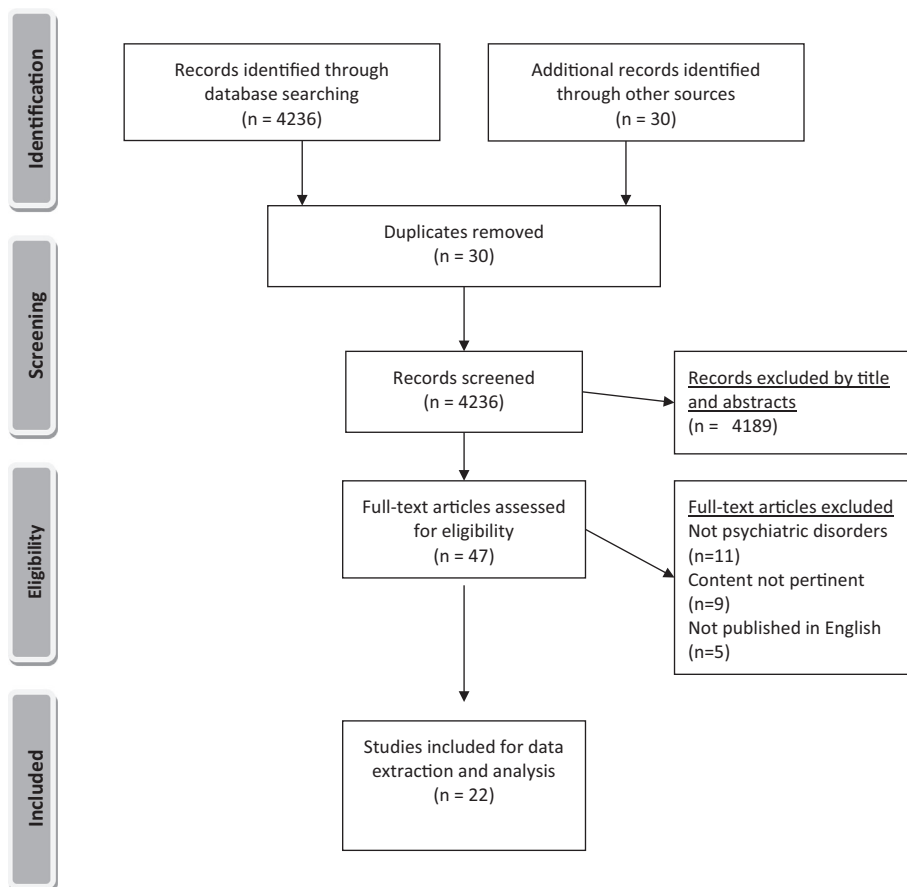 Identification
Records identified through
database searching
(n = 4236)
Additional records identified
through other sources
(n = 30)
Duplicates removed
(n = 30)
Screening
Records screened
(n = 4236)
Records excluded by title
and abstracts
(n =   4189)
Eligibility
Full-text articles assessed
for eligibility
(n = 47)
Full-text articles excluded
Not psychiatric disorders
(n=11)
Content not pertinent
(n=9)
Not published in English
(n=5)
Included
Studies included for data
extraction and analysis
(n = 22)